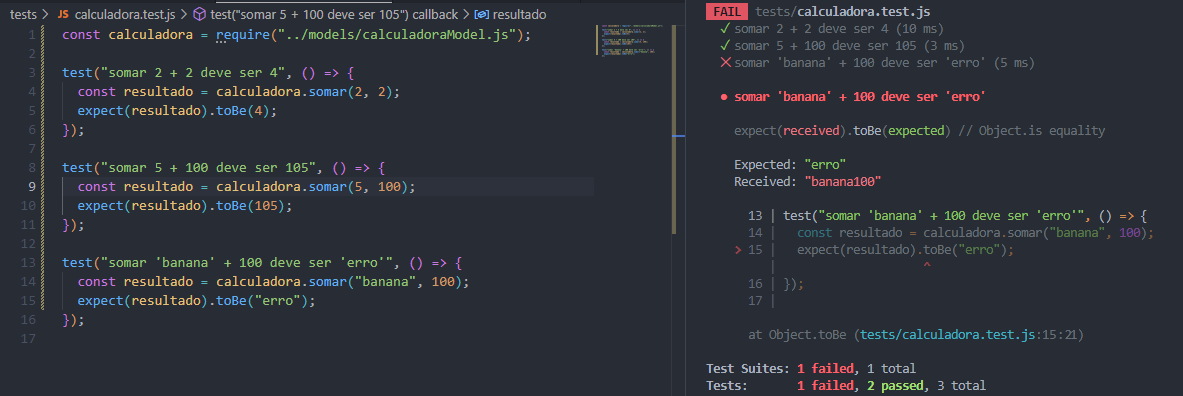 tests > JS calculadora.test.js > test("somar 5 + 100 deve ser 105") callback > resultado
1 const calculadora = require("../models/calculadoraModel.js");
2
3 test("somar 2 + 2 deve ser 4", () => {
4 const resultado = calculadora.somar(2, 2);
5 expect(resultado).toBe(4);
6 });
7
8 test("somar 5 + 100 deve ser 105", () => {
9 const resultado = calculadora.somar(5, 100);
10 expect(resultado).toBe(105);
11 });
12
13 test("somar 'banana' + 100 deve ser 'erro'", () => {
14 const resultado = calculadora.somar("banana", 100);
15 expect(resultado).toBe("erro");
16 });
17
FAIL tests/calculadora.test.js
✓ somar 2 + 2 deve ser 4 (10 ms)
✓ somar 5 + 100 deve ser 105 (3 ms)
✕ somar 'banana' + 100 deve ser 'erro' (5 ms)
● somar 'banana' + 100 deve ser 'erro'
expect(received).toBe(expected) // Object.is equality
Expected: "erro"
Received: "banana100"
13 | test("somar 'banana' + 100 deve ser 'erro'", () => {
14 | const resultado = calculadora.somar("banana", 100);
> 15 | expect(resultado).toBe("erro");
| ^
16 | });
17 |
at Object.toBe (tests/calculadora.test.js:15:21)
Test Suites: 1 failed, 1 total
Tests: 1 failed, 2 passed, 3 total